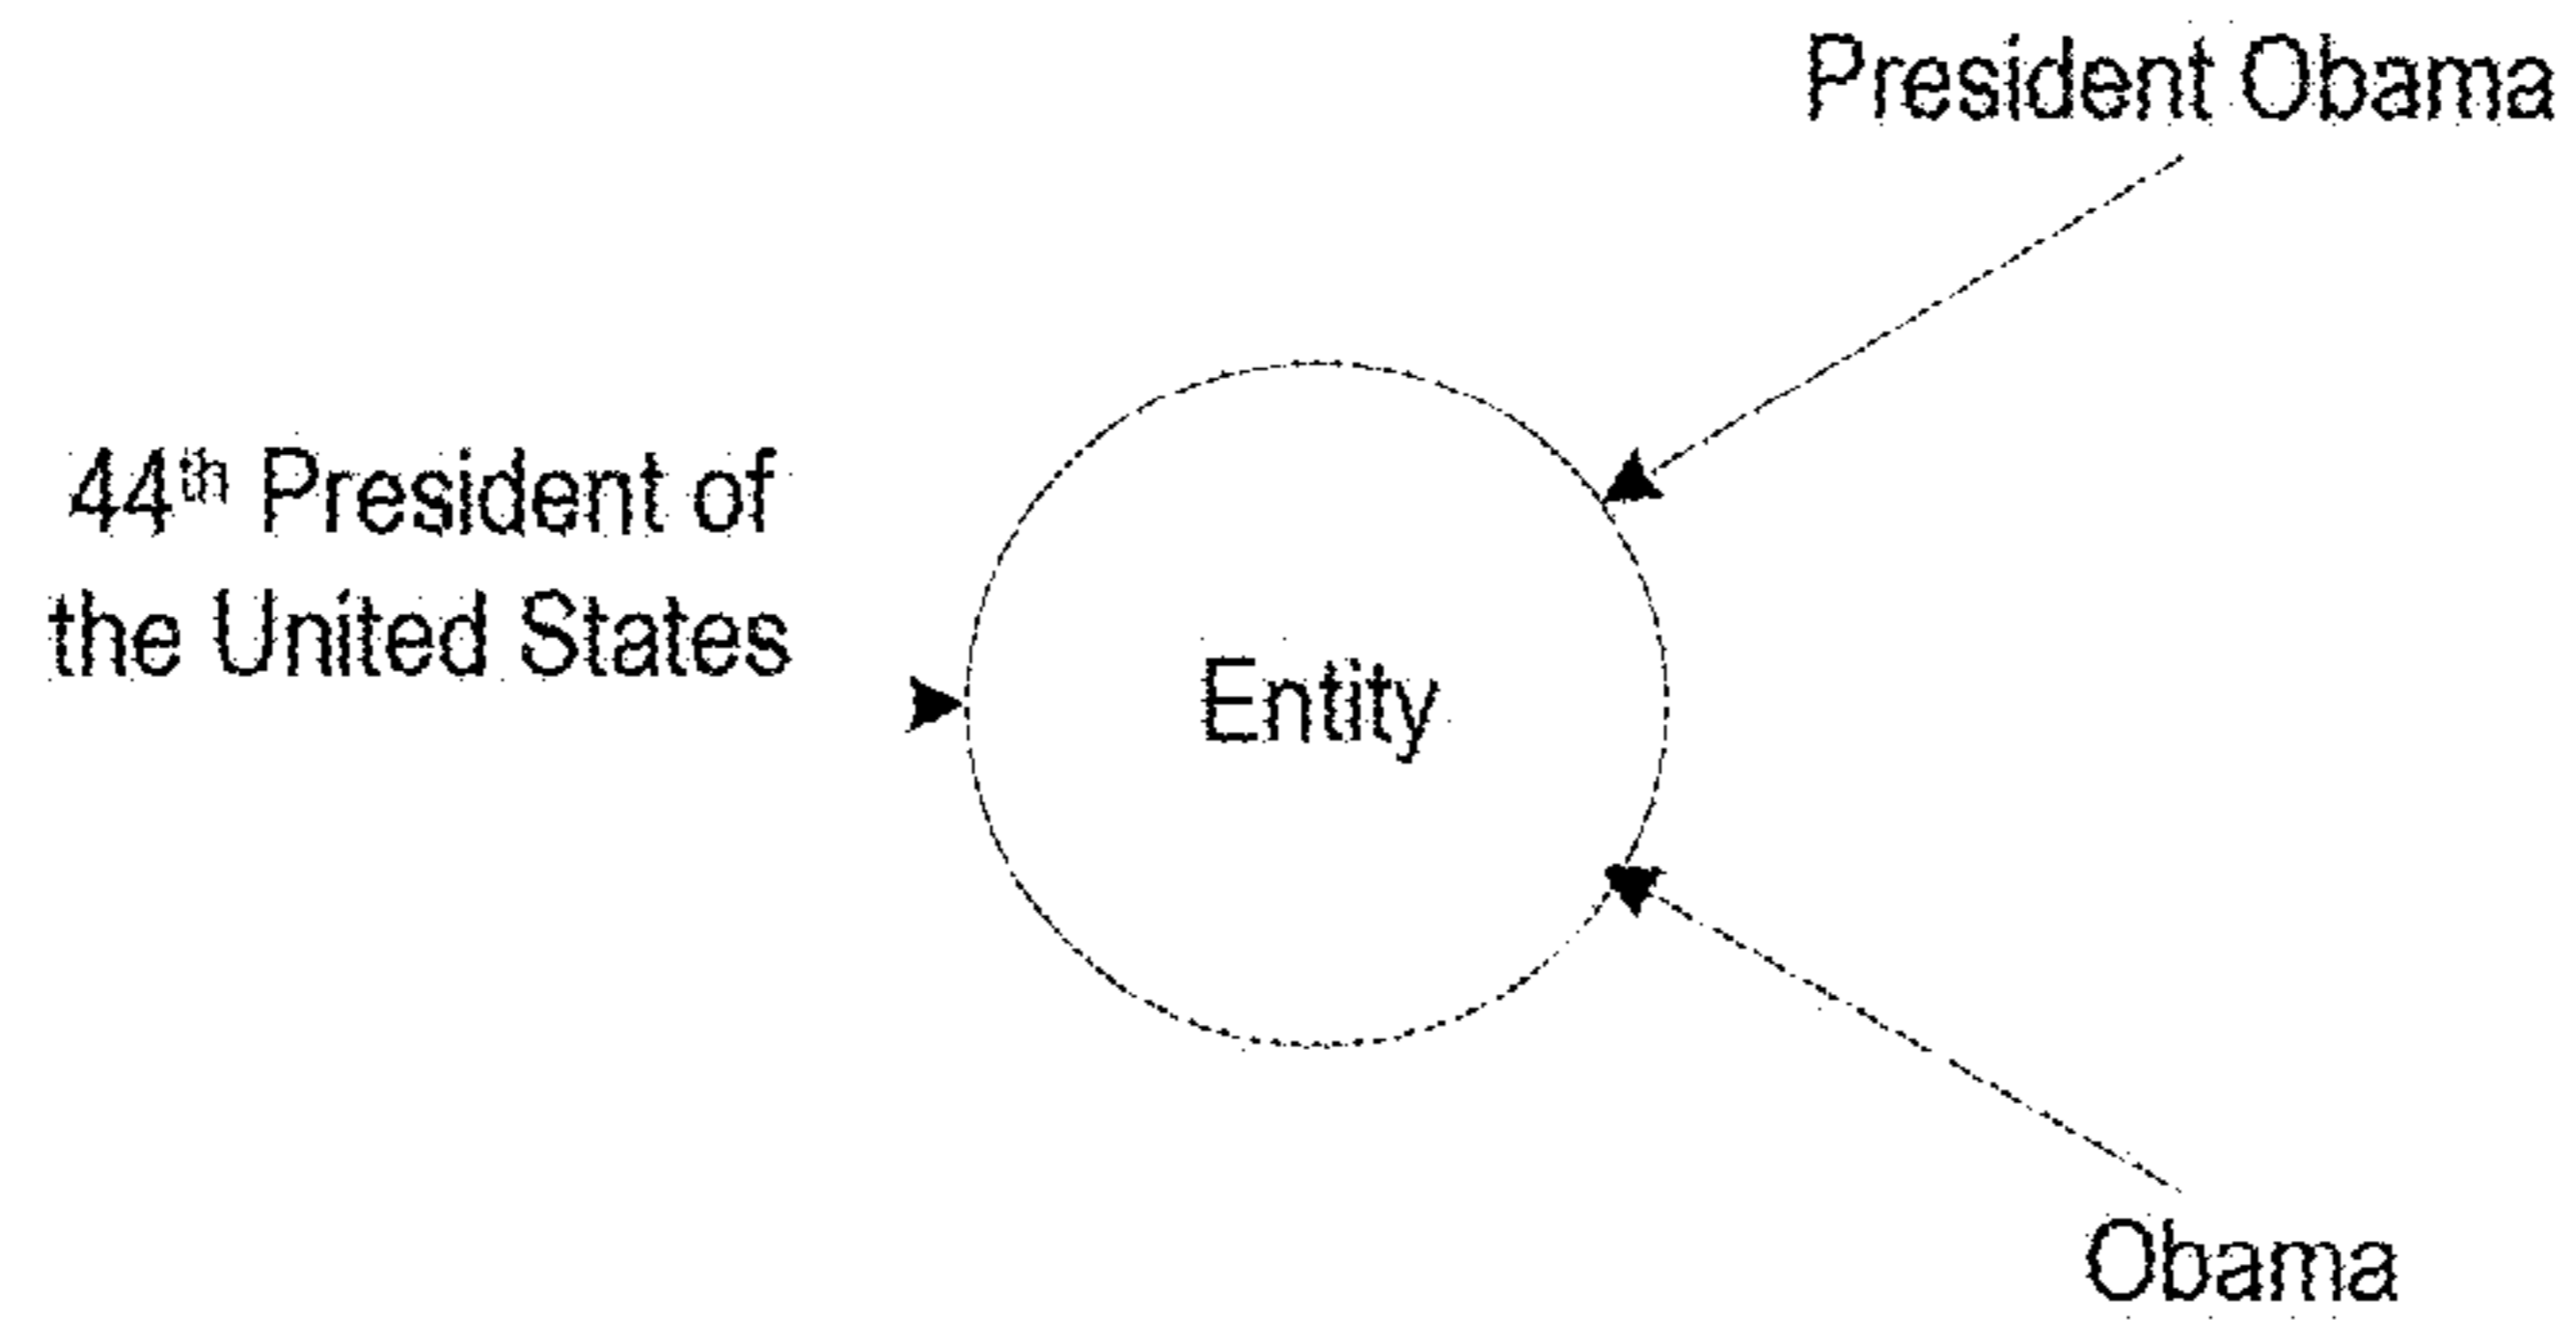 President Obama
44th President of
the United States
Entity
Obama